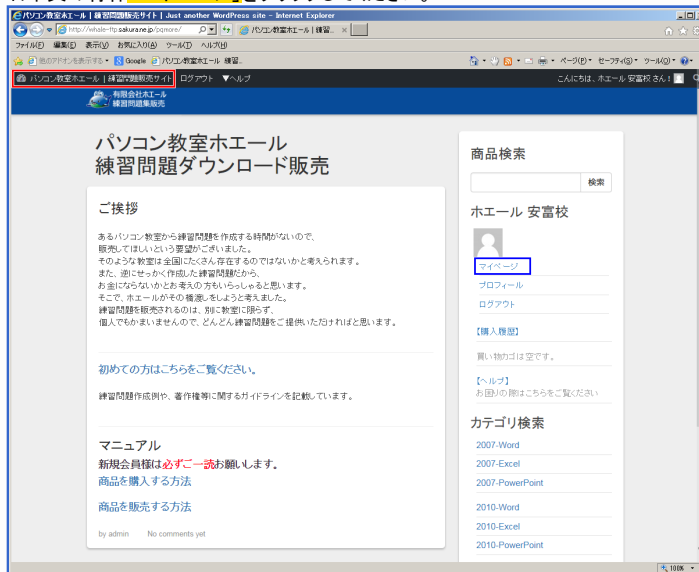 パソコン教室ホエール | 練習問題販売サイト | Just another WordPress site - Internet Explorer
http://whale-ftp.sakura.ne.jp/pqmore/
パソコン教室ホエール | 練習...
ファイル(F) 編集(E) 表示(V) お気に入り(A) ツール(T) ヘルプ(H)
他のアドオンを表示する Google パソコン教室ホエール 練習..
ページ(P) セーフティ(S) ツール(O)
パソコン教室ホエール | 練習問題販売サイト ログアウト ▼ヘルプ
こんにちは、ホエール 安富校 さん!
有限会社ホエール
練習問題集販売
パソコン教室ホエール
練習問題ダウンロード販売
ご挨拶
あるパソコン教室から練習問題を作成する時間がないので、
販売してほしいという要望がございました。
そのような教室は全国にたくさん存在するのではないかと考えられます。
また、逆にせっかく作成した練習問題だから、
お金にならないかとお考えの方もいらっしゃると思います。
そこで、ホエールがその橋渡しをしようと考えました。
練習問題を販売されるのは、別に教室に限らず、
個人でもかまいませんので、どんどん練習問題をご提供いただければと思います。
初めての方はこちらをご覧ください。
練習問題作成例や、著作権等に関するガイドラインを記載しています。
マニュアル
新規会員様は必ずご一読お願いします。
商品を購入する方法
商品を販売する方法
by admin No comments yet
商品検索
検索
ホエール 安富校
マイページ
プロフィール
ログアウト
【購入履歴】
買い物カゴは空です。
【ヘルプ】
お困りの際はこちらをご覧ください
カテゴリ検索
2007-Word
2007-Excel
2007-PowerPoint
2010-Word
2010-Excel
2010-PowerPoint
100%